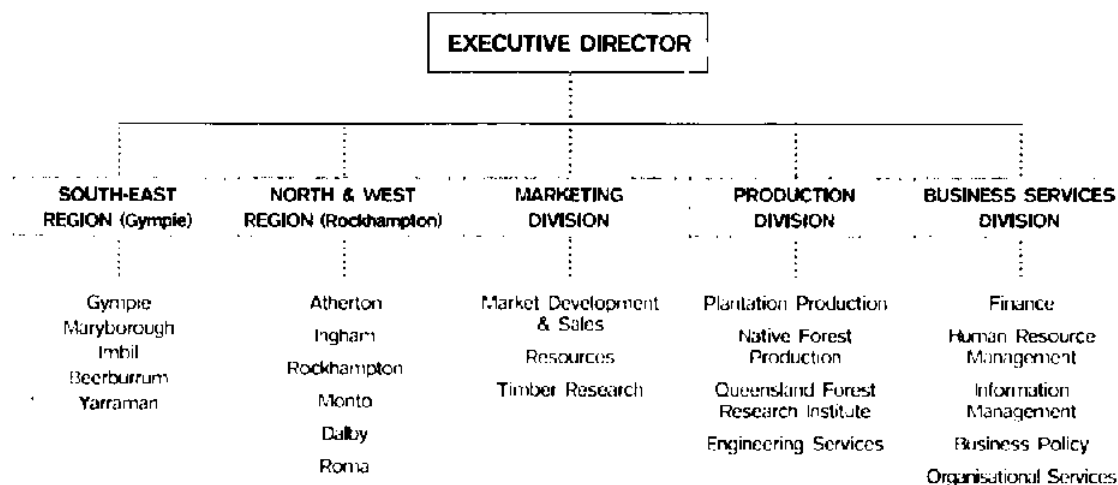 EXECUTIVE DIRECTOR
SOUTH-EAST
REGION (Gympie)
Gympie
Maryborough
Imbil
Beerburrum
Yarraman
NORTH & WEST
REGION (Rockhampton)
Atherton
Ingham
Rockhampton
Monto
Dalby
Roma
MARKETING
DIVISION
Market Development
& Sales
Resources
Timber Research
PRODUCTION
DIVISION
Plantation Production
Native Forest
Production
Queensland Forest
Research Institute
Engineering Services
BUSINESS SERVICES
DIVISION
Finance
Human Resource
Management
Information
Management
Business Policy
Organisational Services